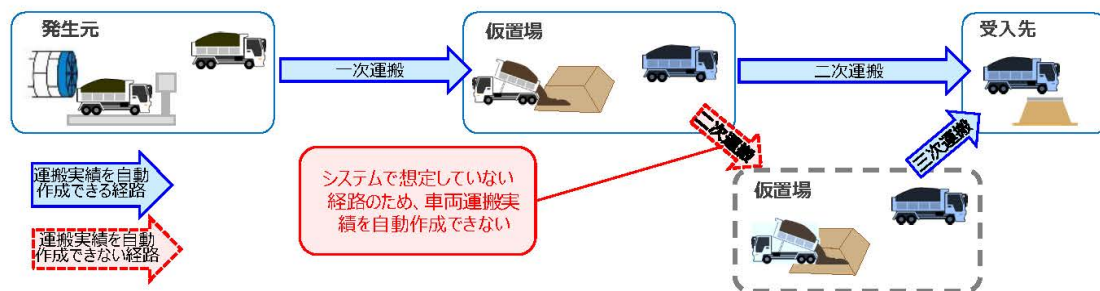 発生元
仮置場
受入先
一次運搬
二次運搬
二次運搬
三次運搬
運搬実績を自動
作成できる経路
システムで想定していない
経路のため、車両運搬実
績を自動作成できない
仮置場
運搬実績を自動
作成できない経路